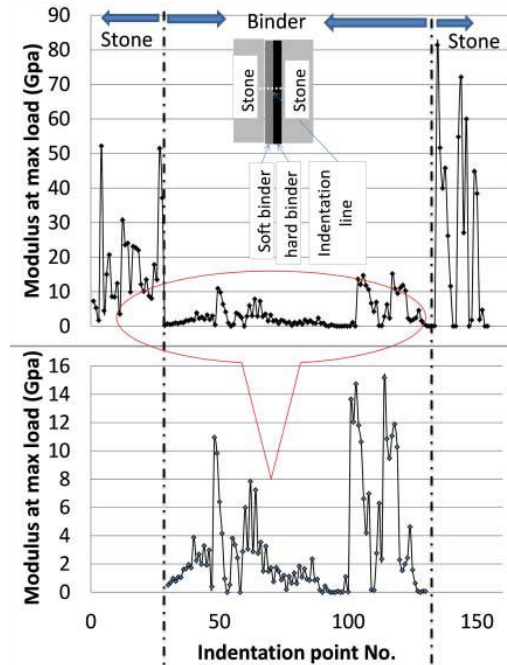 Binder
Stone
Stone
90
80
70
60
50
40
30
20
10
0
Modulus at max load (Gpa)
Stone
Stone
Soft binder
hard binder
Indentation line
16
14
12
10
8
6
4
2
0
Modulus at max load (Gpa)
0 50 100 150
Indentation point No.